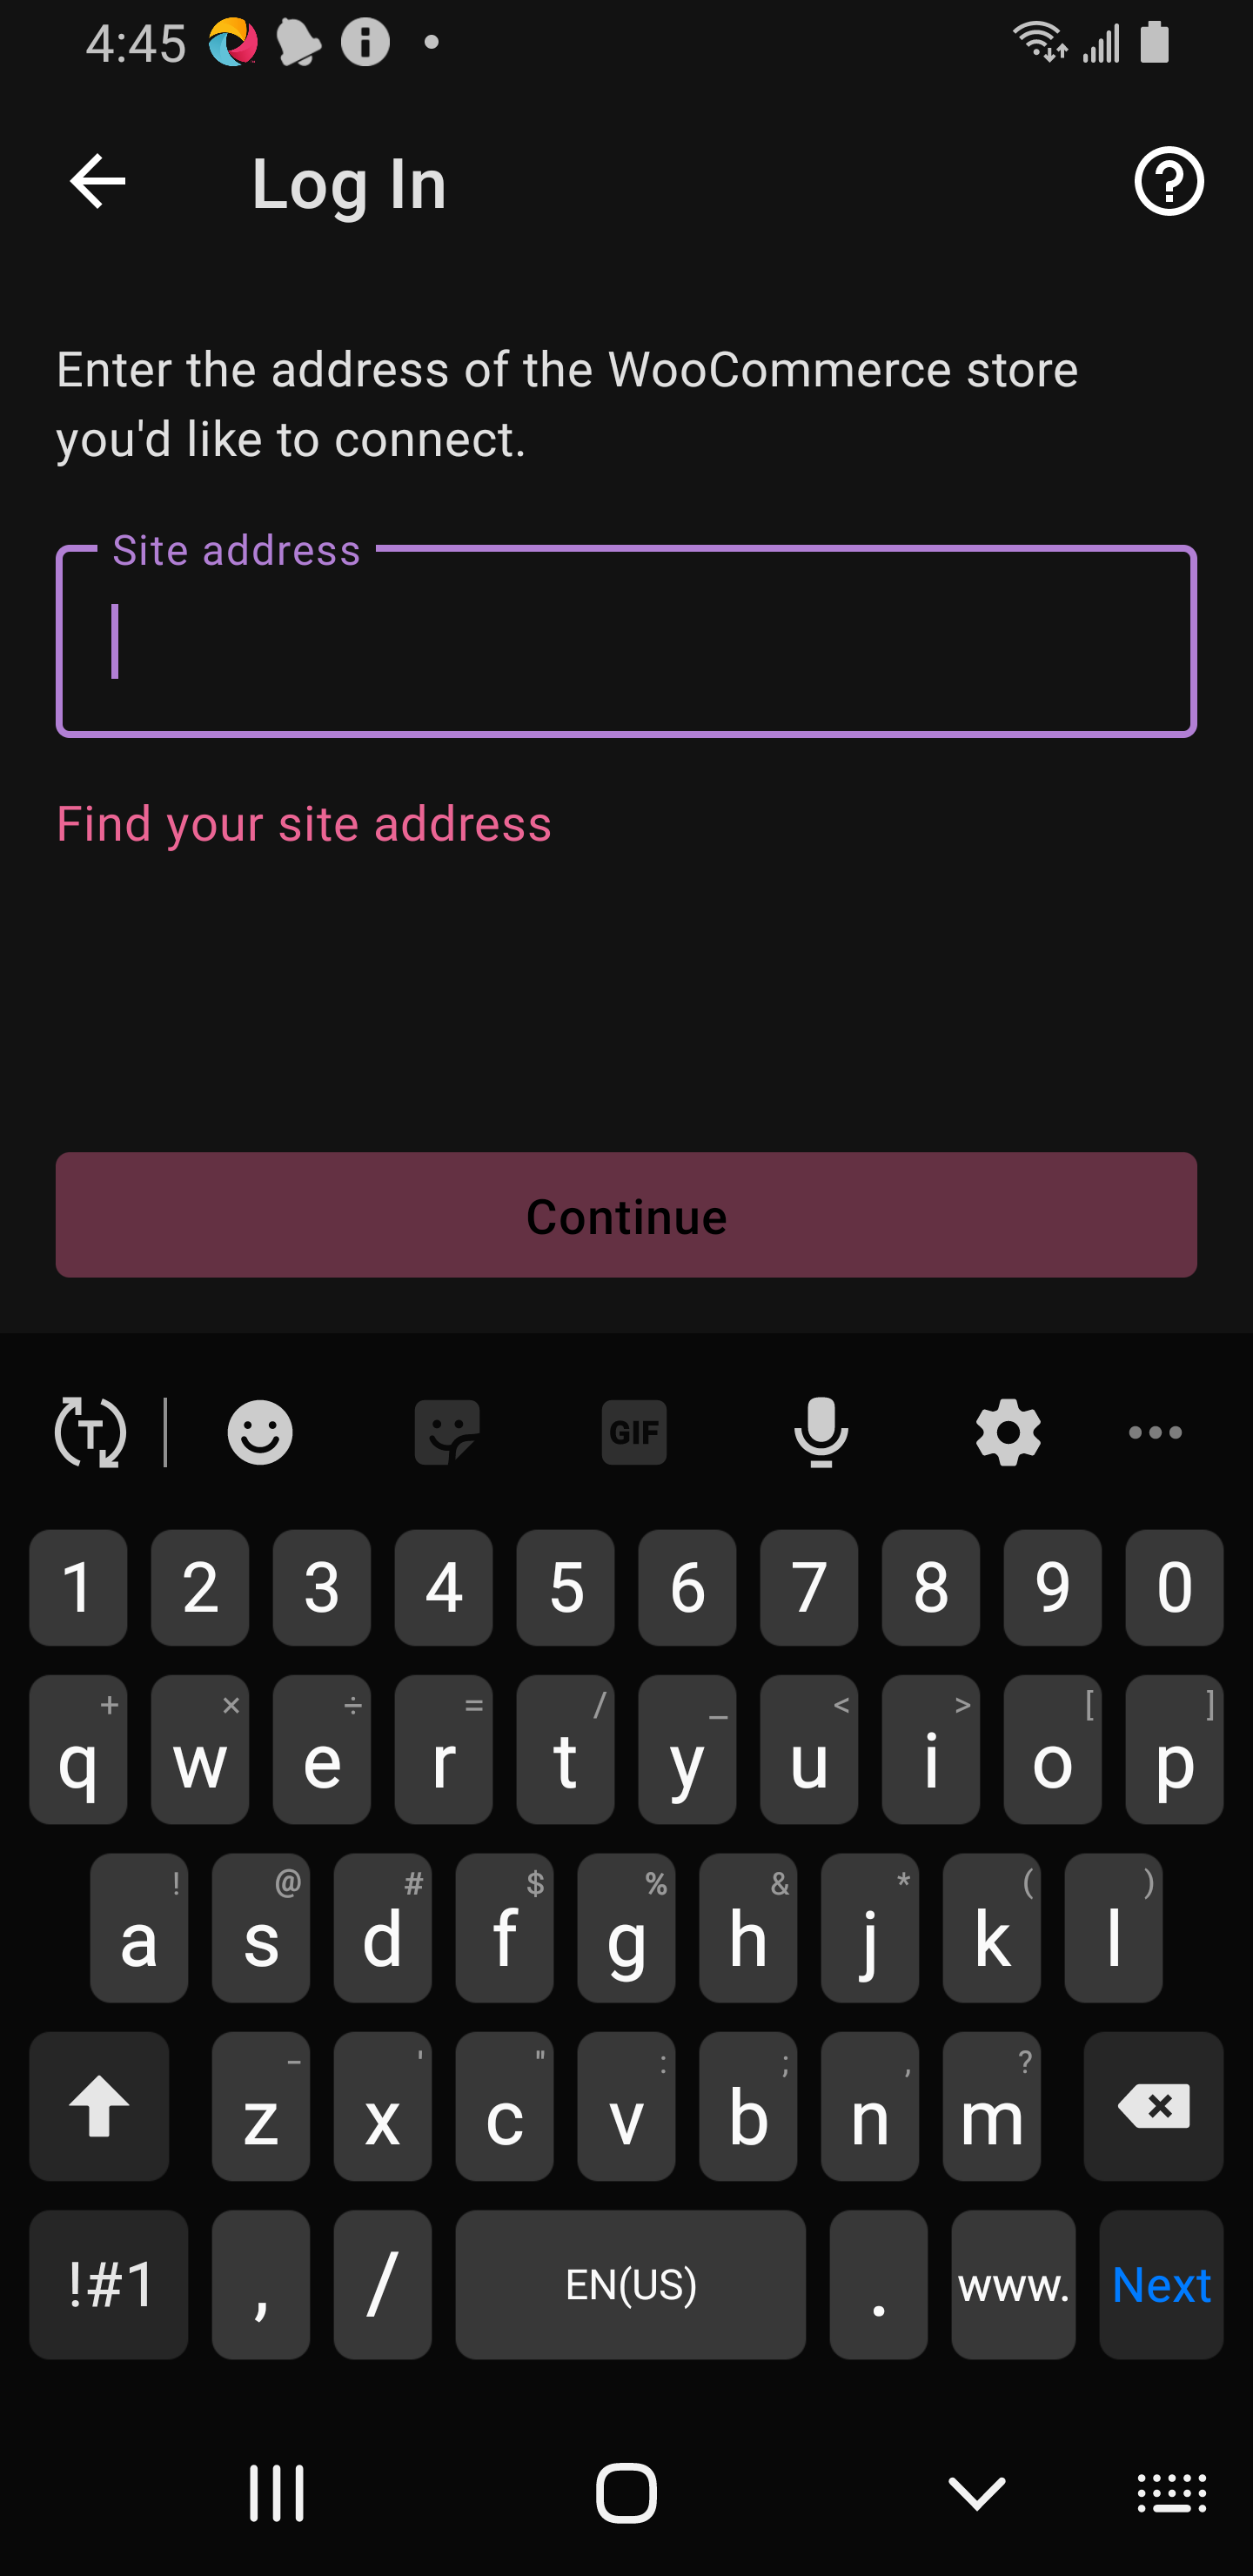 4:45
Log In
Enter the address of the WooCommerce store
you'd like to connect.
Site address
Find your site address
Continue
T GIF
1 2 3 4 5 6 7 8 9 0
+ × ÷ = / _ < > [ ]
q w e r t y u i o p
! @ # $ % & * ( )
a s d f g h j k l
- ' " : ; , ?
z x c v b n m
!#1 , / EN(US) . www. Next